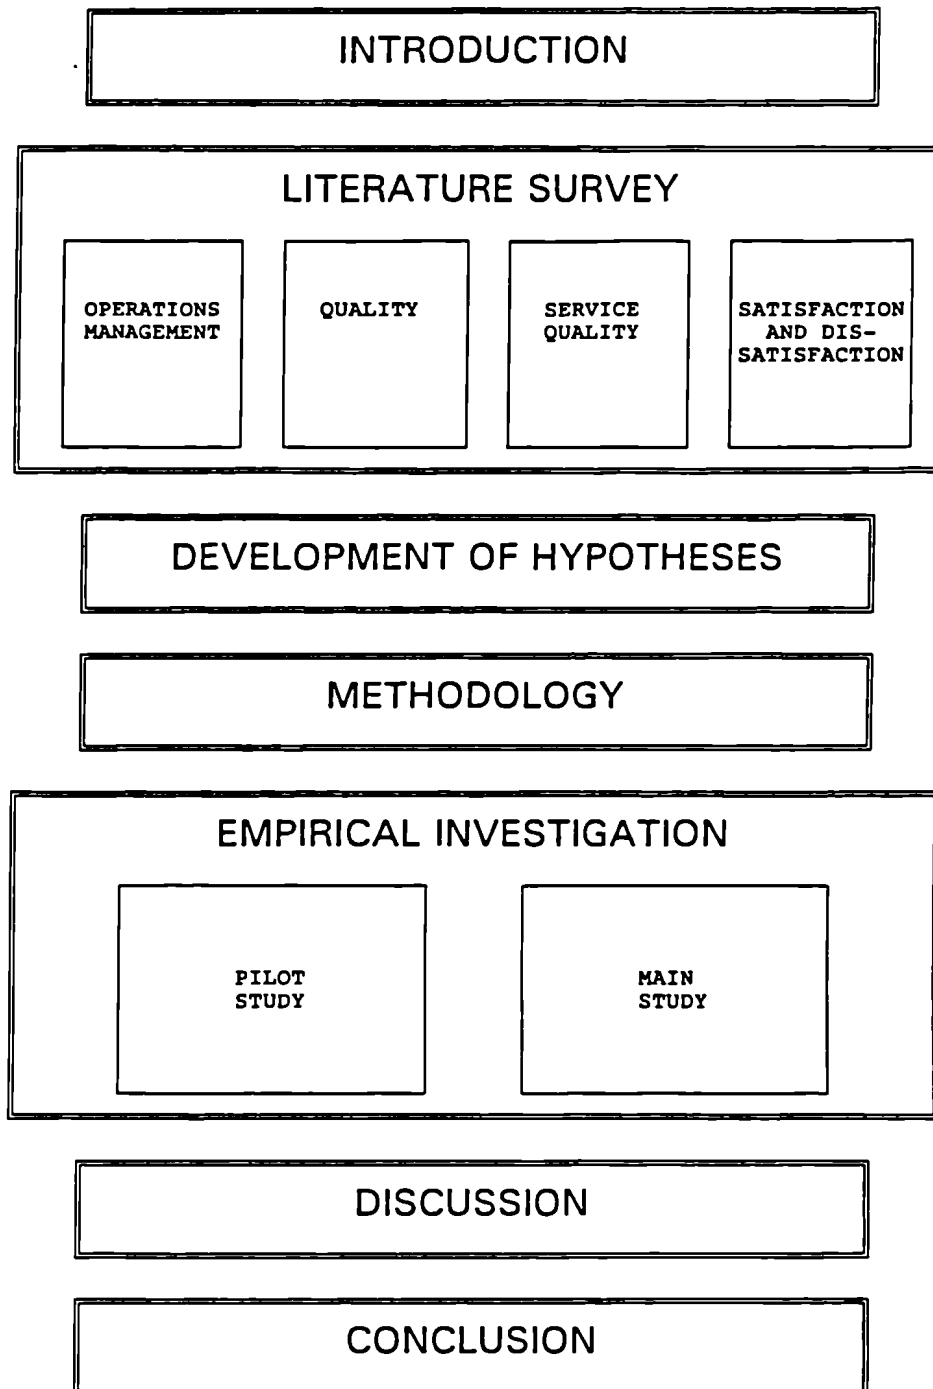 INTRODUCTION
LITERATURE SURVEY
OPERATIONS
MANAGEMENT
QUALITY
SERVICE
QUALITY
SATISFACTION
AND DIS-
SATISFACTION
DEVELOPMENT OF HYPOTHESES
METHODOLOGY
EMPIRICAL INVESTIGATION
PILOT
STUDY
MAIN
STUDY
DISCUSSION
CONCLUSION